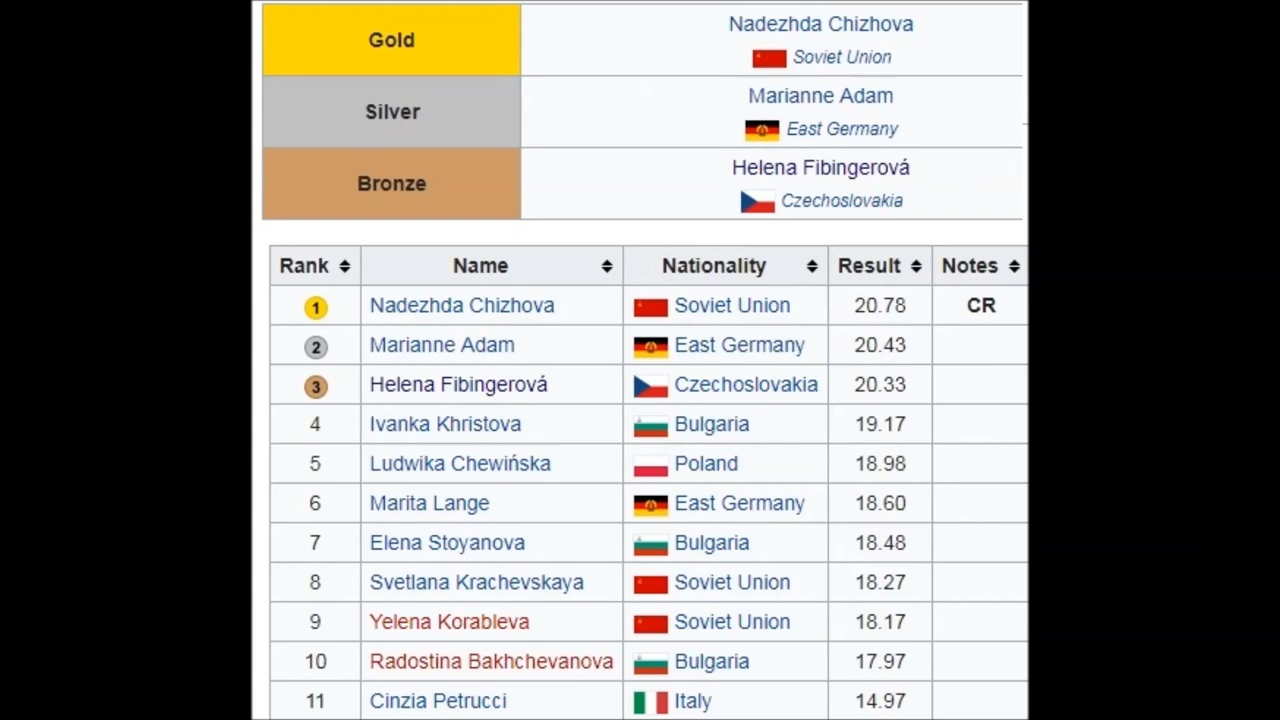 Gold
Nadezhda Chizhova
Soviet Union
Silver
Marianne Adam
East Germany
Bronze
Helena Fibingerová
Czechoslovakia
Rank Name Nationality Result Notes
1 Nadezhda Chizhova Soviet Union 20.78 CR
2 Marianne Adam East Germany 20.43
3 Helena Fibingerová Czechoslovakia 20.33
4 Ivanka Khristova Bulgaria 19.17
5 Ludwika Chewińska Poland 18.98
6 Marita Lange East Germany 18.60
7 Elena Stoyanova Bulgaria 18.48
8 Svetlana Krachevskaya Soviet Union 18.27
9 Yelena Korableva Soviet Union 18.17
10 Radostina Bakhchevanova Bulgaria 17.97
11 Cinzia Petrucci Italy 14.97